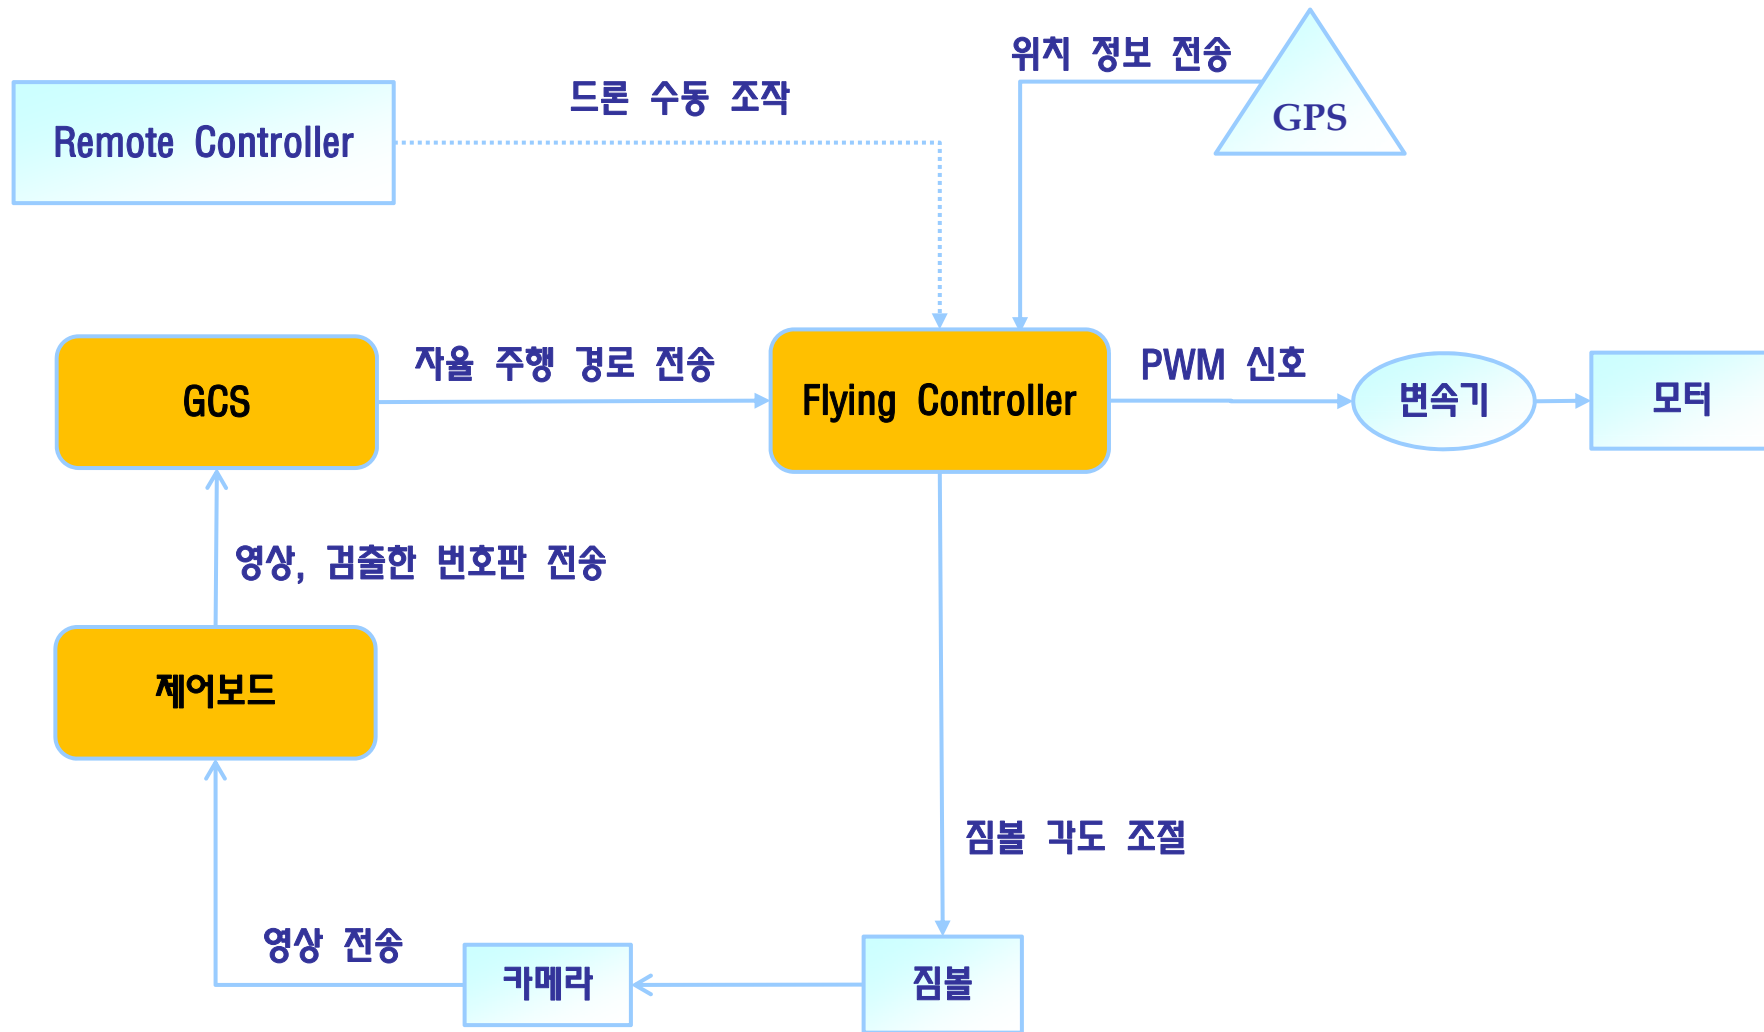 위치 정보 전송
드론 수동 조작
GPS
Remote Controller
자율 주행 경로 전송
PWM 신호
GCS
Flying Controller
변속기
모터
영상, 검출한 번호판 전송
제어보드
짐볼 각도 조절
영상 전송
카메라
짐볼